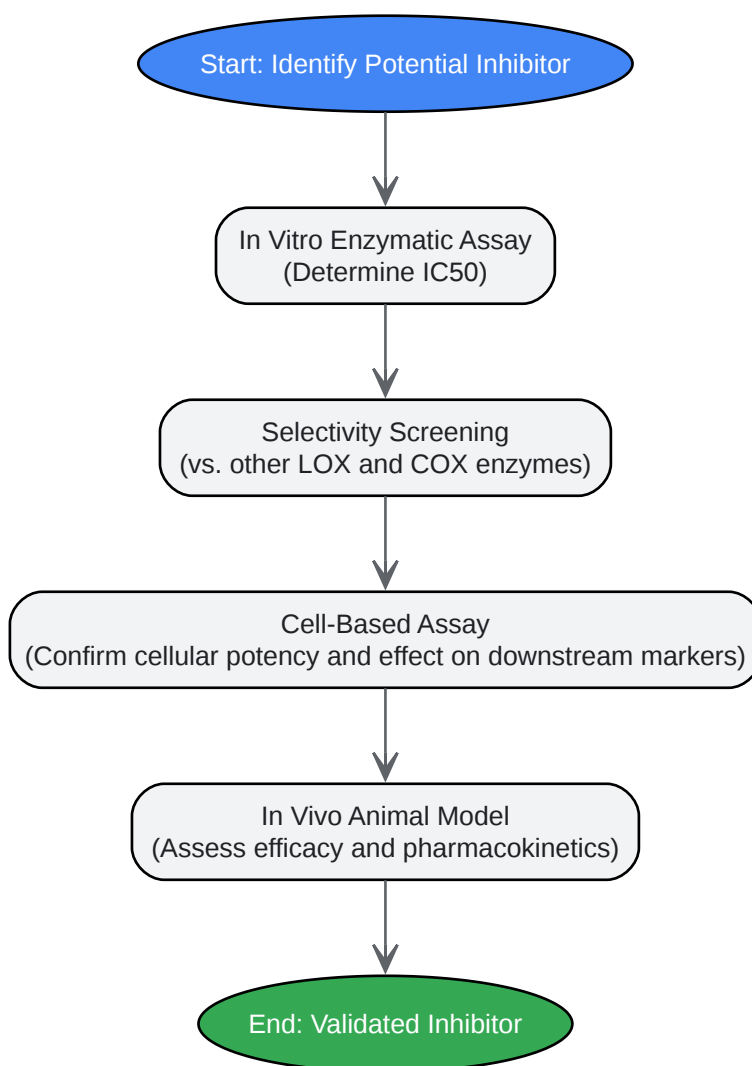 Start: Identify Potential Inhibitor
In Vitro Enzymatic Assay
(Determine IC50)
Selectivity Screening
(vs. other LOX and COX enzymes)
Cell-Based Assay
(Confirm cellular potency and effect on downstream markers)
In Vivo Animal Model
(Assess efficacy and pharmacokinetics)
End: Validated Inhibitor